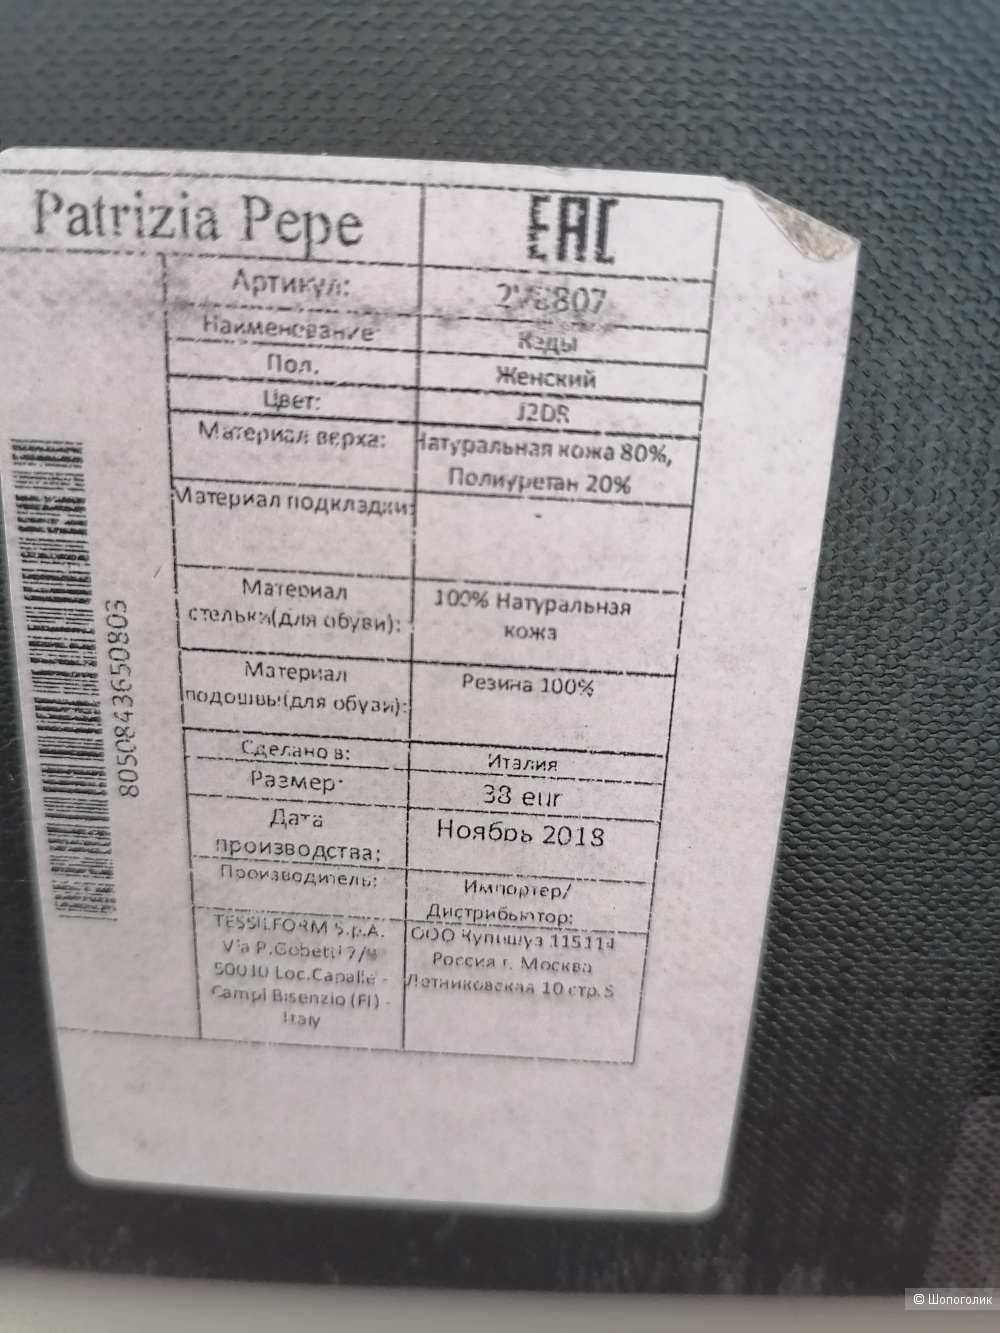 Patrizia Pepe
EAC
Артикул:
Наименование
Кеды
Пол.
Женский
Цвет:
J2DR
Материал верха:
Натуральная кожа 80%,
Полиуретан 20%
Материал подкладки:
-
Материал
стельки(для обуви):
100% Натуральная
кожа
Материал
подошвы(для обуви):
Резина 100%
Сделано в:
Италия
Размер:
38 eur
Дата
производства:
Ноябрь 2018
Производитель:
Импортер/
Дистрибьютор:
TESSILFORM S.p.A.
Via P.Gobetti 7/9
50010 Loc.Capalle -
Campi Bisenzio (FI) -
Italy
ООО Купишуз 115114
Россия г. Москва
Летниковская 10 стр.5
8050843650803
© Шопоголик